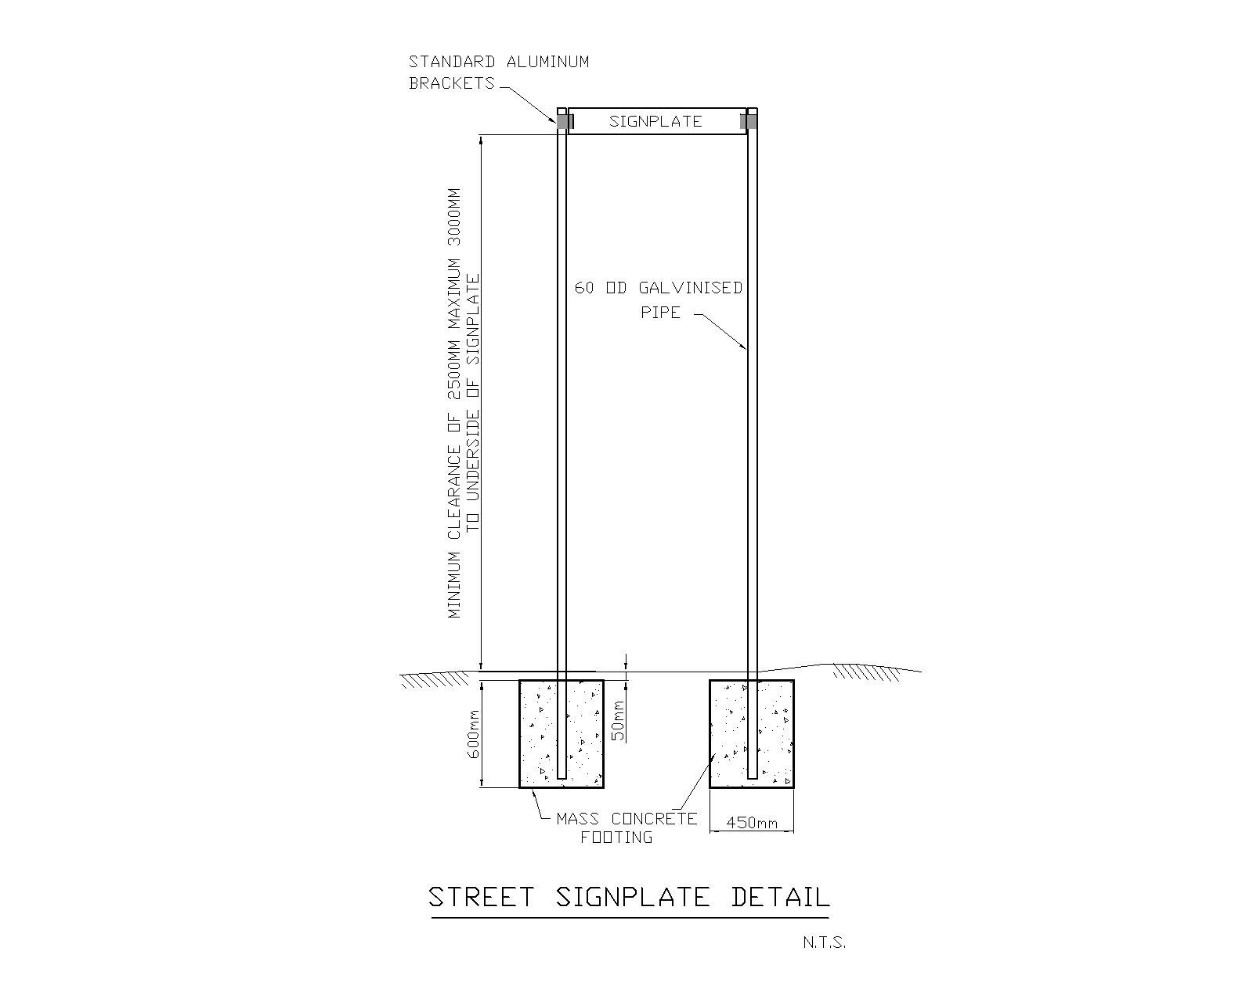 STANDARD ALUMINUM
BRACKETS
SIGNPLATE
MINIMUM CLEARANCE OF 2500MM MAXIMUM 3000MM
TO UNDERSIDE OF SIGNPLATE
60 OD GALVINISED
PIPE
600mm
50mm
MASS CONCRETE
FOOTING
450mm
STREET SIGNPLATE DETAIL
N.T.S.